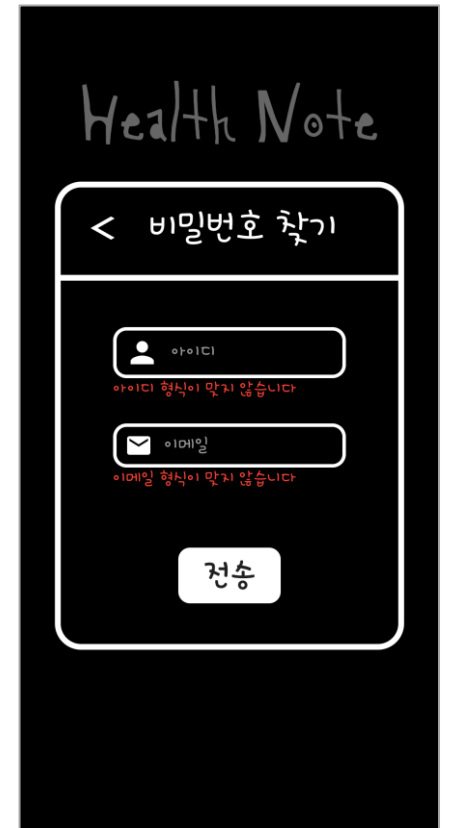 Health Note
< 비밀번호 찾기
아이디
아이디 형식이 맞지 않습니다
이메일
이메일 형식이 맞지 않습니다
전송